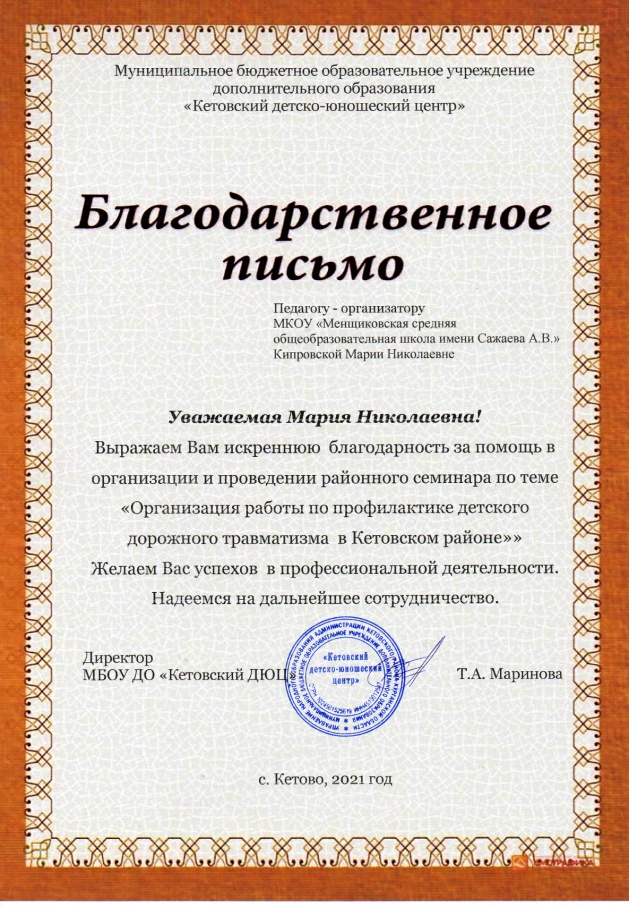 Муниципальное бюджетное образовательное учреждение
дополнительного образования
«Кетовский детско-юношеский центр»
Благодарственное
письмо
Педагогу - организатору
МКОУ «Менщиковская средняя
общеобразовательная школа имени Сажаева А.В.»
Кипровской Марии Николаевне
Уважаемая Мария Николаевна!
Выражаем Вам искреннюю благодарность за помощь в
организации и проведении районного семинара по теме
«Организация работы по профилактике детского
дорожного травматизма в Кетовском районе»»
Желаем Вас успехов в профессиональной деятельности.
Надеемся на дальнейшее сотрудничество.
Директор
МБОУ ДО «Кетовский ДЮЦ
Т.А. Маринова
«Кетовский
детско-юношеский
центр»
с. Кетово, 2021 год